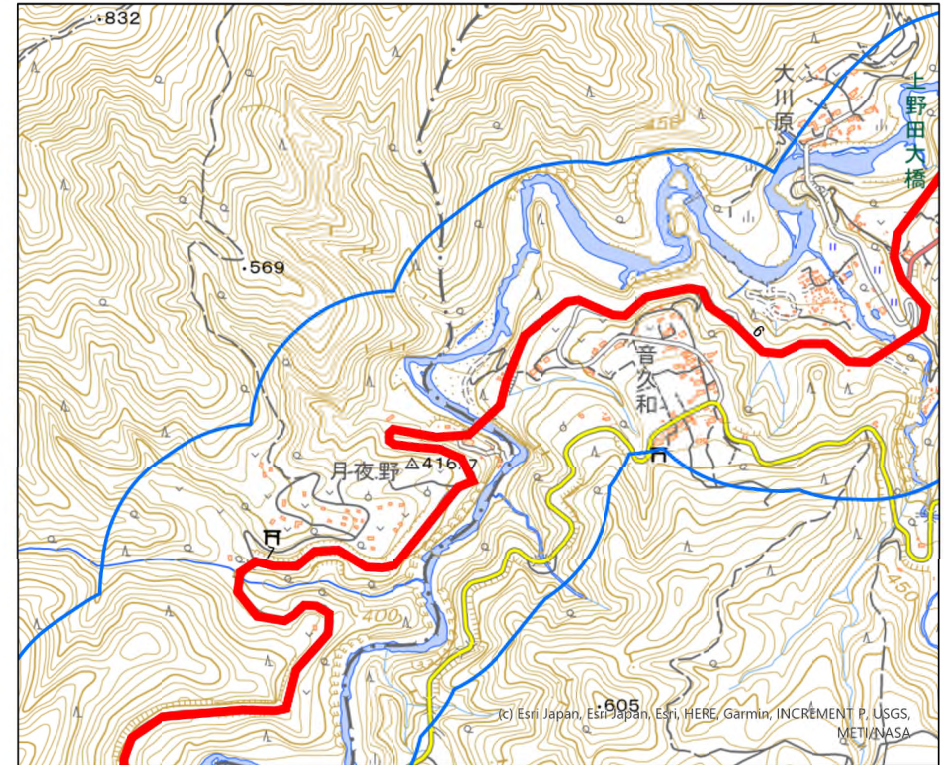 ・832
大川原
上野田大橋
・569
6
音久和
月夜野
△416.7
7
400
450
・605
(c) Esri Japan, Esri Japan, Esri, HERE, Garmin, INCREMENT P, USGS,
METI/NASA